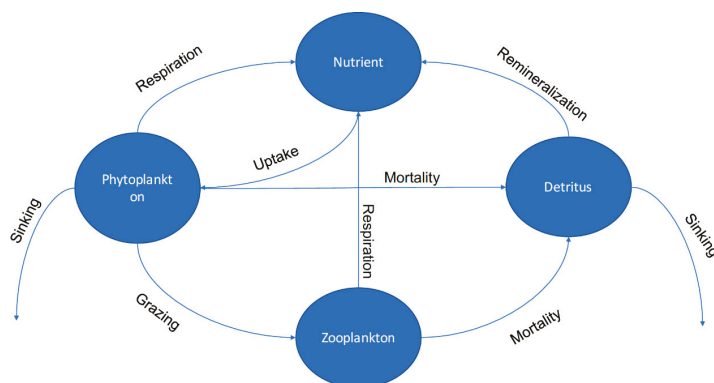 Nutrient
Respiration
Remineralization
Uptake
Mortality
Phytoplankt
on
Detritus
Sinking
Sinking
Respiration
Grazing
Zooplankton
Mortality